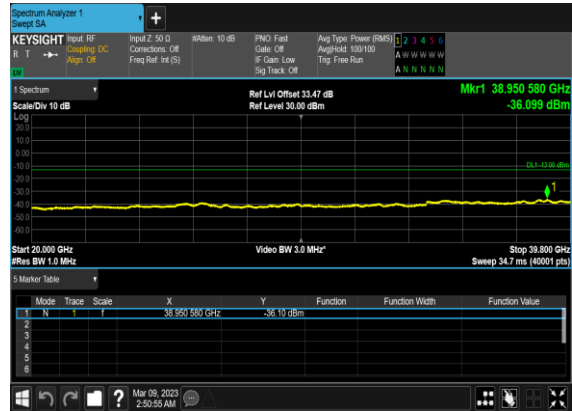 Spectrum Analyzer 1
Swept SA
+
KEYSIGHT Input: RF
R T
Coupling: DC
Align: Off
LW
Input Z: 50 Ω
Corrections: Off
Freq Ref: Int (S)
#Atten: 10 dB
PNO: Fast
Gate: Off
IF Gain: Low
Sig Track: Off
Avg Type: Power (RMS)
Avg|Hold: 100/100
Trig: Free Run
1 2 3 4 5 6
A W W W W W
A N N N N N
1 Spectrum
Scale/Div 10 dB
Ref Lvl Offset 33.47 dB
Ref Level 30.00 dBm
Mkr1 38.950 580 GHz
-36.099 dBm
Log
20.0
10.0
0.00
-10.0
-20.0
-30.0
-40.0
-50.0
-60.0
DL1 -13.00 dBm
1
Start 20.000 GHz
#Res BW 1.0 MHz
Video BW 3.0 MHz*
Stop 39.800 GHz
Sweep 34.7 ms (40001 pts)
5 Marker Table
Mode Trace Scale X Y Function Function Width Function Value
1 N 1 f 38.950 580 GHz -36.10 dBm
2
3
4
5
6
?
Mar 09, 2023
2:50:55 AM